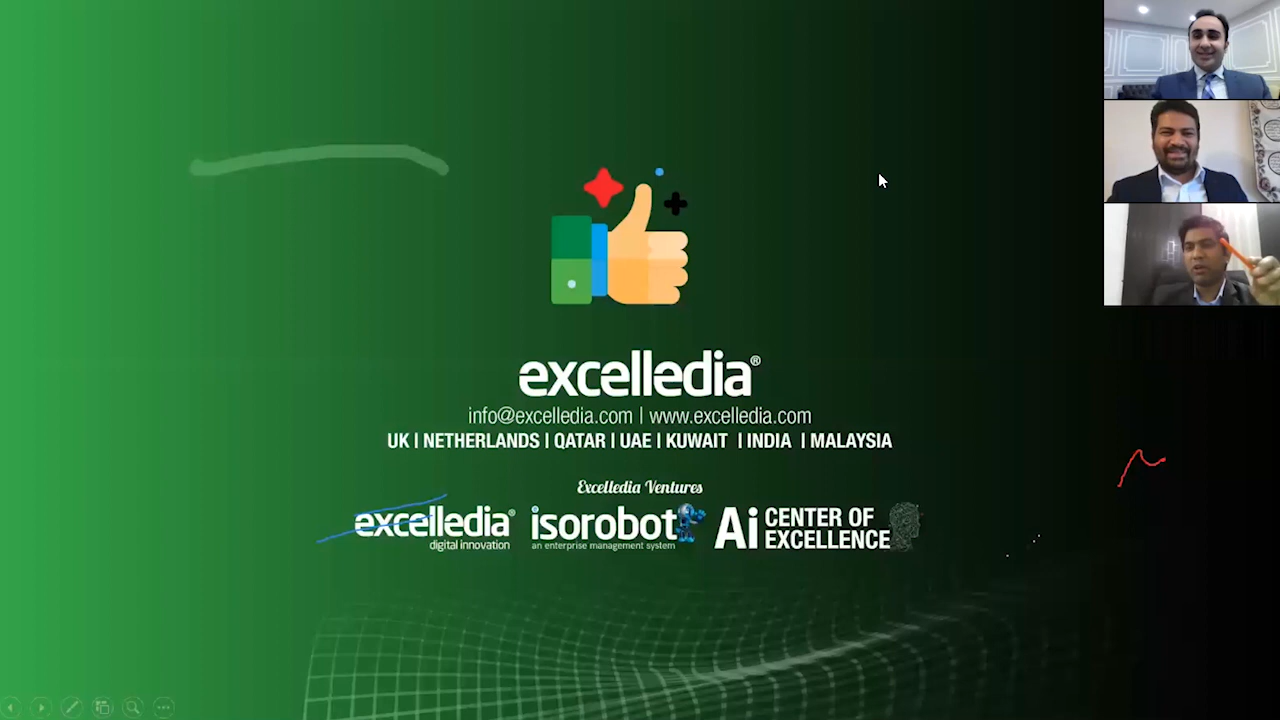 excelledia®
info@excelledia.com | www.excelledia.com
UK | NETHERLANDS | QATAR | UAE | KUWAIT | INDIA | MALAYSIA
Excelledia Ventures
excelledia®
digital innovation
isorobot
an enterprise management system
Ai CENTER OF
EXCELLENCE